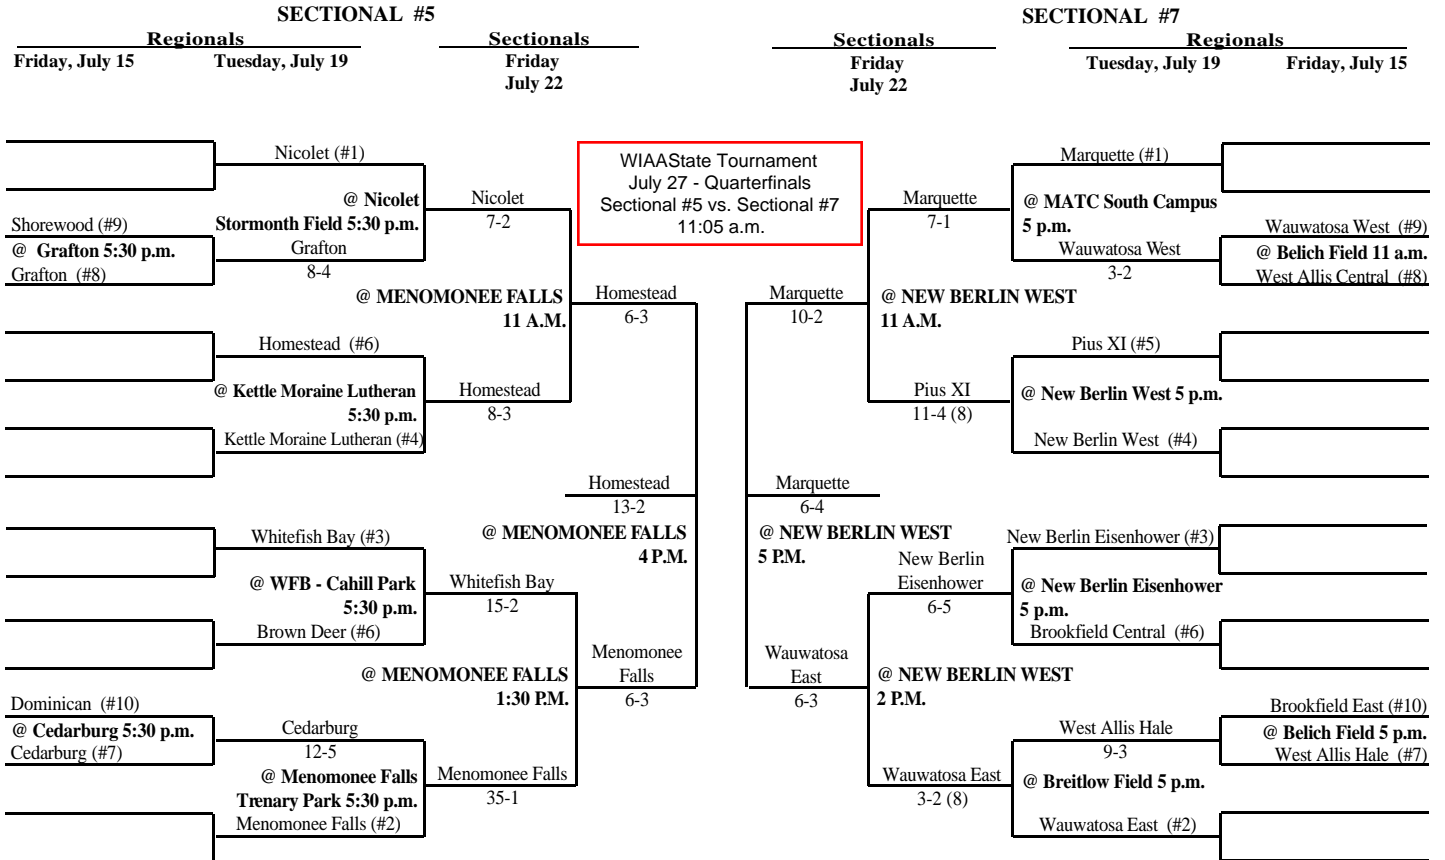 SECTIONAL #5
Regionals
Sectionals
Friday, July 15
Tuesday, July 19
Friday
July 22
Nicolet (#1)
@ Nicolet
Stormonth Field 5:30 p.m.
Shorewood (#9)
@ Grafton 5:30 p.m.
Grafton (#8)
Grafton
8-4
Nicolet
7-2
@ MENOMONEE FALLS
11 A.M.
Homestead
6-3
Homestead (#6)
@ Kettle Moraine Lutheran
5:30 p.m.
Kettle Moraine Lutheran (#4)
Homestead
8-3
Homestead
13-2
@ MENOMONEE FALLS
4 P.M.
Whitefish Bay (#3)
@ WFB - Cahill Park
5:30 p.m.
Brown Deer (#6)
Whitefish Bay
15-2
@ MENOMONEE FALLS
1:30 P.M.
Menomonee
Falls
6-3
Dominican (#10)
@ Cedarburg 5:30 p.m.
Cedarburg (#7)
Cedarburg
12-5
@ Menomonee Falls
Trenary Park 5:30 p.m.
Menomonee Falls (#2)
Menomonee Falls
35-1
WIAAState Tournament
July 27 - Quarterfinals
Sectional #5 vs. Sectional #7
11:05 a.m.
SECTIONAL #7
Sectionals
Regionals
Friday
July 22
Tuesday, July 19
Friday, July 15
Marquette (#1)
@ MATC South Campus
5 p.m.
Wauwatosa West (#9)
@ Belich Field 11 a.m.
West Allis Central (#8)
Wauwatosa West
3-2
Marquette
7-1
@ NEW BERLIN WEST
11 A.M.
Marquette
10-2
Pius XI (#5)
@ New Berlin West 5 p.m.
New Berlin West (#4)
Pius XI
11-4 (8)
Marquette
6-4
@ NEW BERLIN WEST
5 P.M.
New Berlin Eisenhower (#3)
@ New Berlin Eisenhower
5 p.m.
Brookfield Central (#6)
New Berlin
Eisenhower
6-5
@ NEW BERLIN WEST
2 P.M.
Wauwatosa
East
6-3
Brookfield East (#10)
@ Belich Field 5 p.m.
West Allis Hale (#7)
West Allis Hale
9-3
@ Breitlow Field 5 p.m.
Wauwatosa East (#2)
Wauwatosa East
3-2 (8)